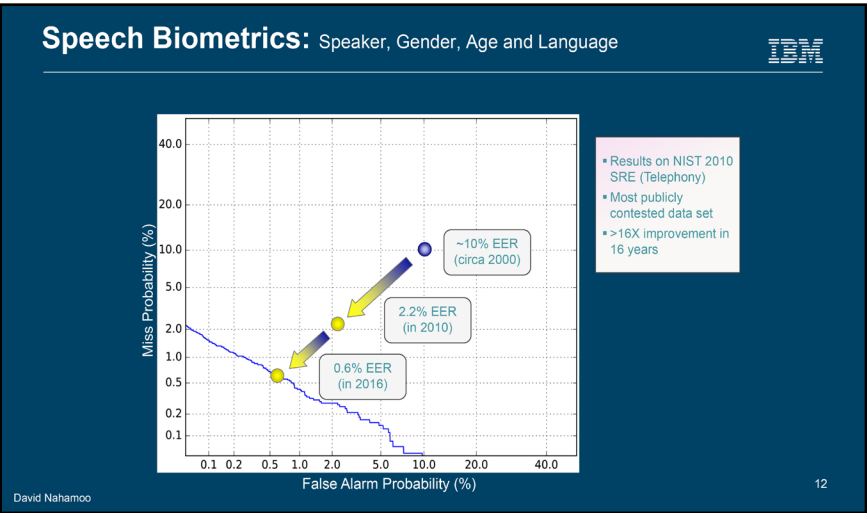 Speech Biometrics: Speaker, Gender, Age and Language
IBM
Miss Probability (%)
40.0
20.0
10.0
5.0
2.0
1.0
0.5
0.2
0.1
~10% EER
(circa 2000)
2.2% EER
(in 2010)
0.6% EER
(in 2016)
0.1 0.2 0.5 1.0 2.0 5.0 10.0 20.0 40.0
False Alarm Probability (%)
▪ Results on NIST 2010
SRE (Telephony)
▪ Most publicly
contested data set
▪ >16X improvement in
16 years
David Nahamoo
12